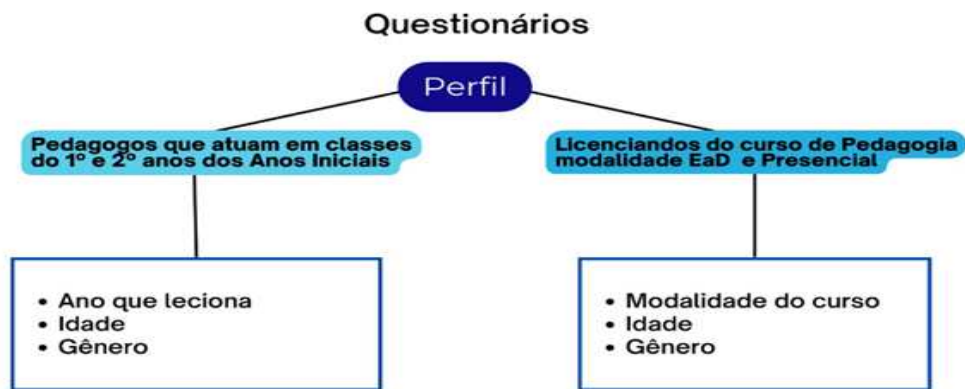 Questionários
Perfil
Pedagogos que atuam em classes
do 1º e 2º anos dos Anos Iniciais
Licenciandos do curso de Pedagogia
modalidade EaD e Presencial
• Ano que leciona
• Idade
• Gênero
• Modalidade do curso
• Idade
• Gênero